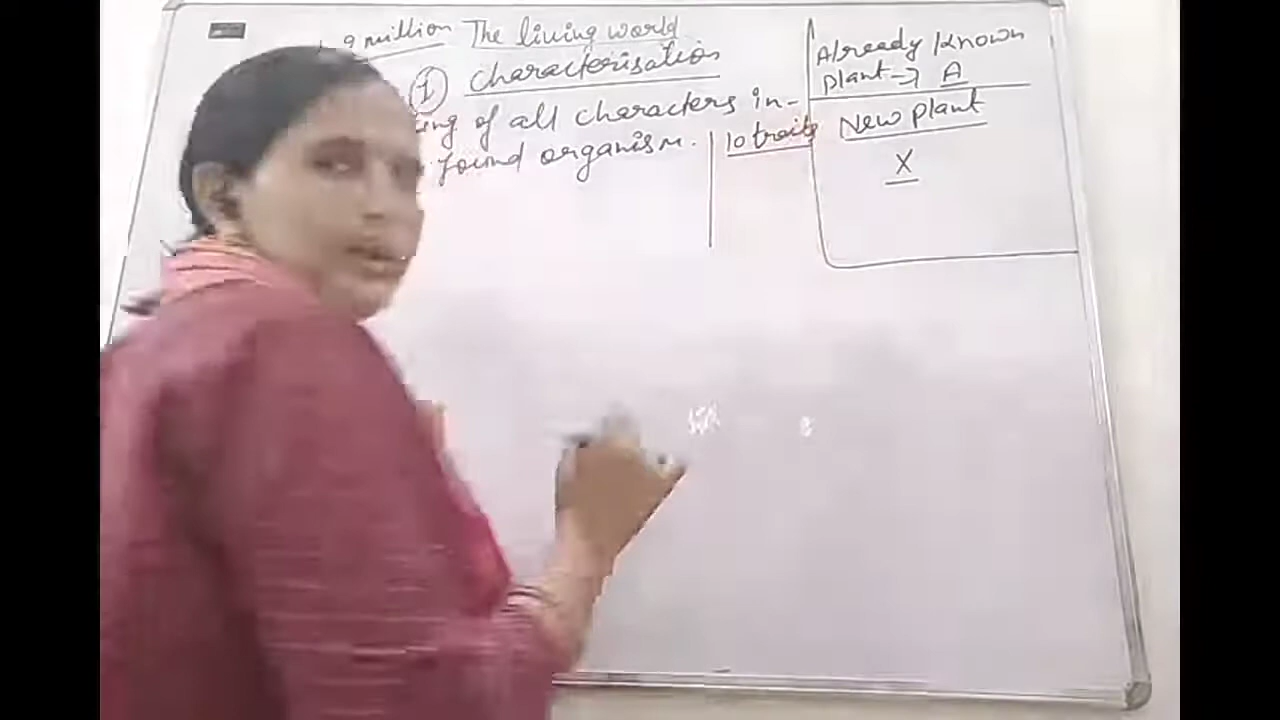 9 million The living world
① Characterisation
of all characters in-
found organism.
10 traits
Already known
plant → A
New plant
X